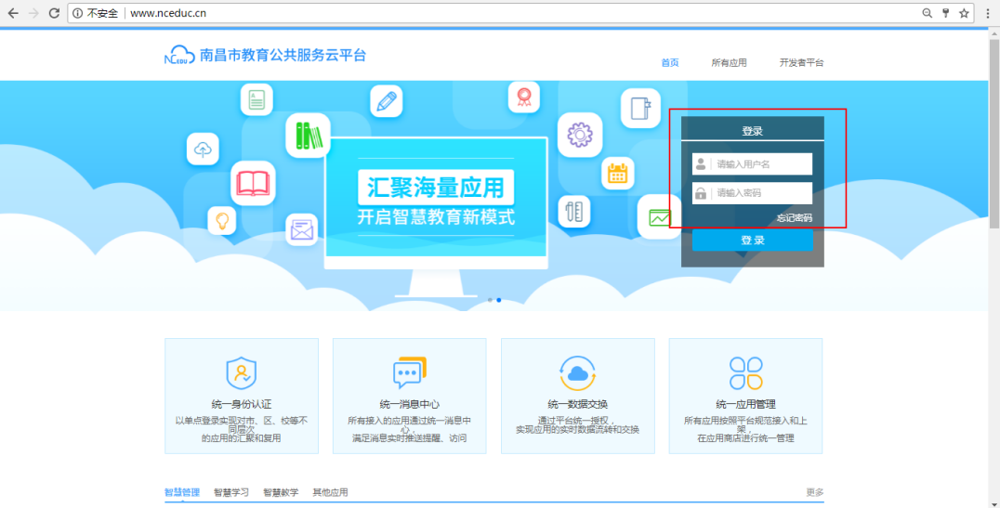 不安全 www.nceduc.cn
NCEDU 南昌市教育公共服务云平台
首页 所有应用 开发者平台
汇聚海量应用
开启智慧教育新模式
登录
请输入用户名
请输入密码
忘记密码
登 录
统一身份认证
以单点登录实现对市、区、校等不
同层次
的应用的汇聚和复用
统一消息中心
所有接入的应用通过统一消息中
心，
满足消息实时推送提醒、访问
统一数据交换
通过平台统一授权，
实现应用的实时数据流转和交换
统一应用管理
所有应用按照平台规范接入和上
架，
在应用商店进行统一管理
智慧管理 智慧学习 智慧教学 其他应用 更多